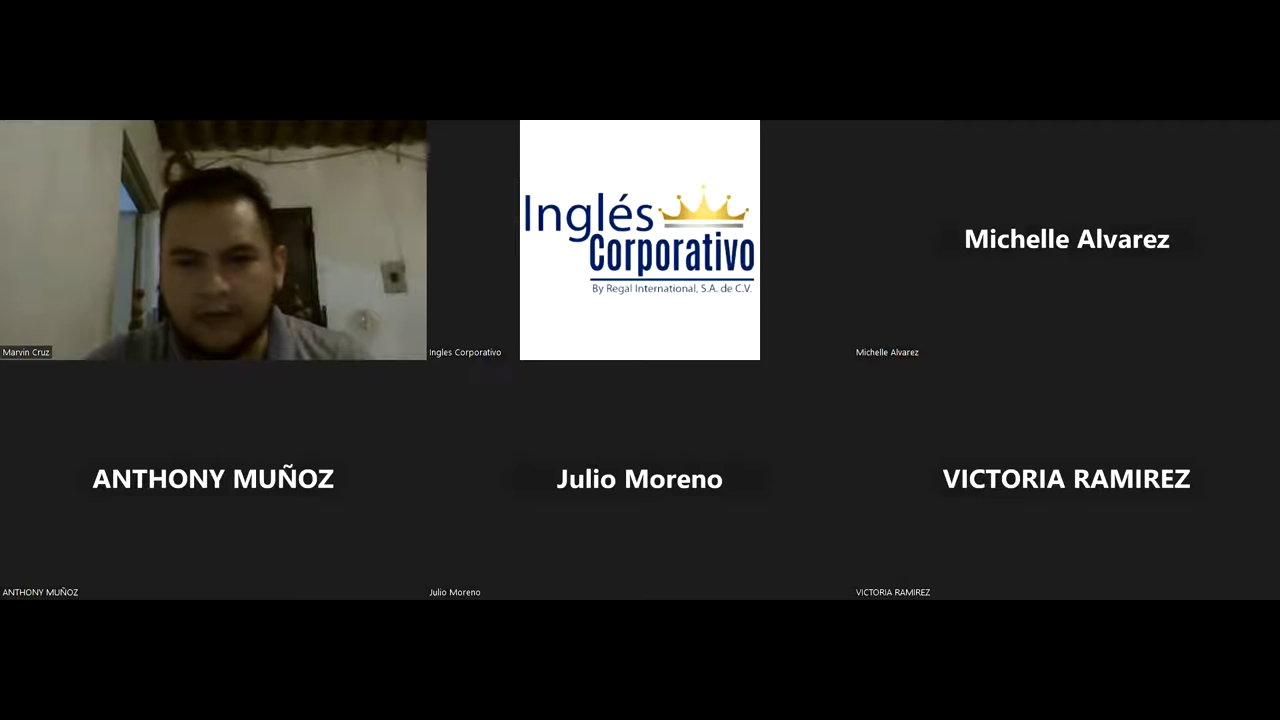 Inglés
Corporativo
By Regal International, S.A. de C.V.
Michelle Alvarez
Marvin Cruz
Ingles Corporativo
Michelle Alvarez
ANTHONY MUÑOZ
Julio Moreno
VICTORIA RAMIREZ
ANTHONY MUÑOZ
Julio Moreno
VICTORIA RAMIREZ